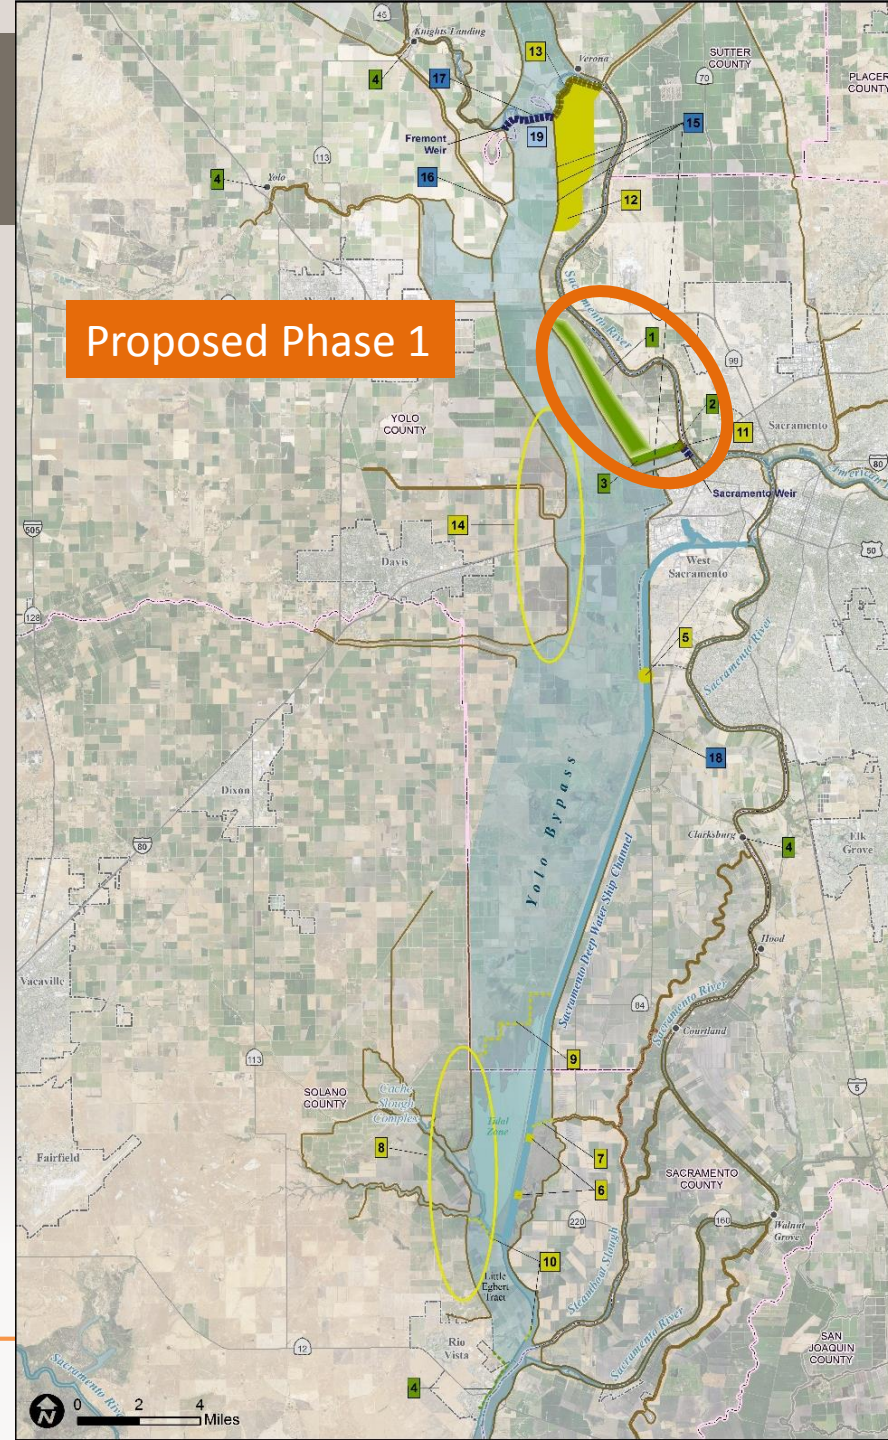 45
Knights Landing
13
Verona
SUTTER
COUNTY
4
17
70
PLACER
COUNTY
15
Fremont
Weir
19
113
4
Yolo
16
12
Sacramento River
Proposed Phase 1
1
99
YOLO
COUNTY
2
11
Sacramento
80
American
3
Sacramento Weir
505
14
Davis
50
West
Sacramento
128
5
Sacramento River
18
Yolo Bypass
Dixon
80
Clarksburg
4
Elk
Grove
Sacramento Deep Water Ship Channel
Hood
Vacaville
84
Sacramento River
Courtland
113
9
5
SOLANO
COUNTY
Cache
Slough
Complex
Tidal
Zone
8
7
Fairfield
SACRAMENTO
COUNTY
6
220
160
Walnut
Grove
Steamboat Slough
10
Little
Egbert
Tract
12
Rio
Vista
Sacramento River
SAN
JOAQUIN
COUNTY
4
Sacramento River
N
0 2 4
Miles